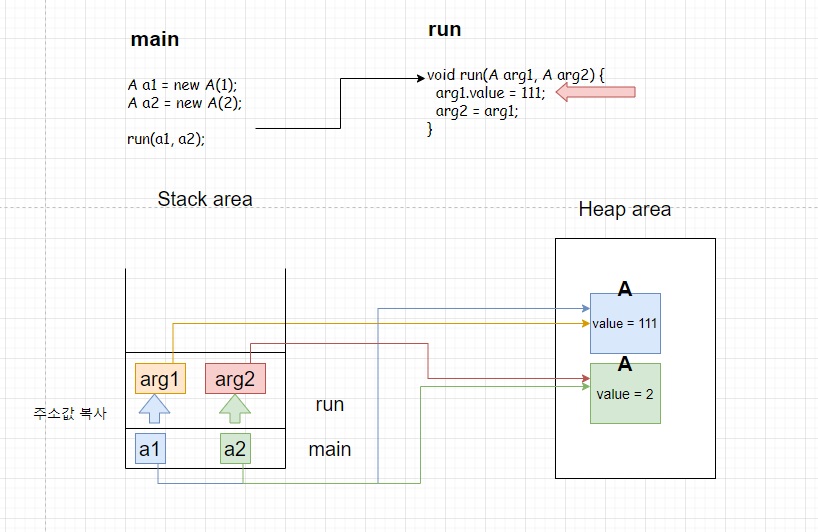 main
run
A a1 = new A(1);
A a2 = new A(2);
run(a1, a2);
void run(A arg1, A arg2) {
arg1.value = 111;
arg2 = arg1;
}
Stack area
Heap area
A
value = 111
A
value = 2
arg1
arg2
주소값 복사
run
a1
a2
main